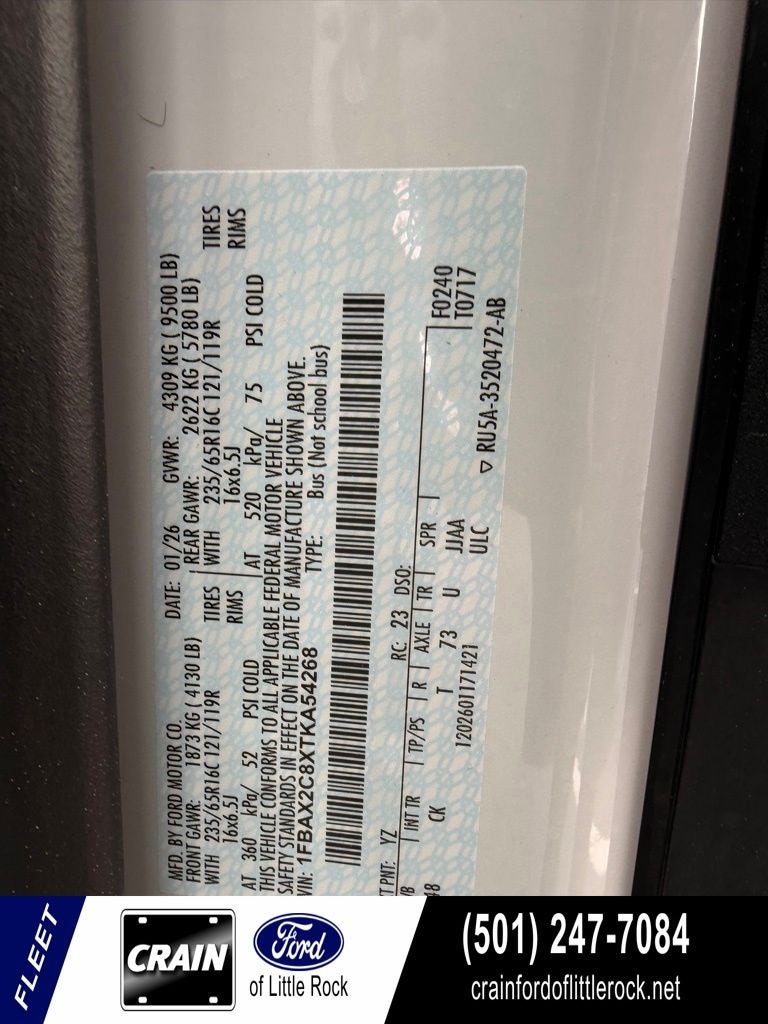 MFD. BY FORD MOTOR CO.
DATE: 01/26 GVWR: 4309 KG ( 9500 LB)
FRONT GAWR: 1873 KG ( 4130 LB)
REAR GAWR: 2622 KG ( 5780 LB)
WITH 235/65R16C 121/119R TIRES
WITH 235/65R16C 121/119R TIRES
16x6.5J RIMS
16x6.5J RIMS
AT 360 kPa/ 52 PSI COLD
AT 520 kPa/ 75 PSI COLD
THIS VEHICLE CONFORMS TO ALL APPLICABLE FEDERAL MOTOR VEHICLE
SAFETY STANDARDS IN EFFECT ON THE DATE OF MANUFACTURE SHOWN ABOVE.
VIN: 1FBAX2C8XTKA54268
TYPE: Bus (Not school bus)
T PNT: YZ RC: 23 DSO:
INT TR TP/PS R AXLE TR SPR F0240
T0717
48 CK T 73 U JJAA
1202601171421 ULC
▽ RU5A-3520472-AB
FLEET
CRAIN
Ford
of Little Rock
(501) 247-7084
crainfordoflittlerock.net